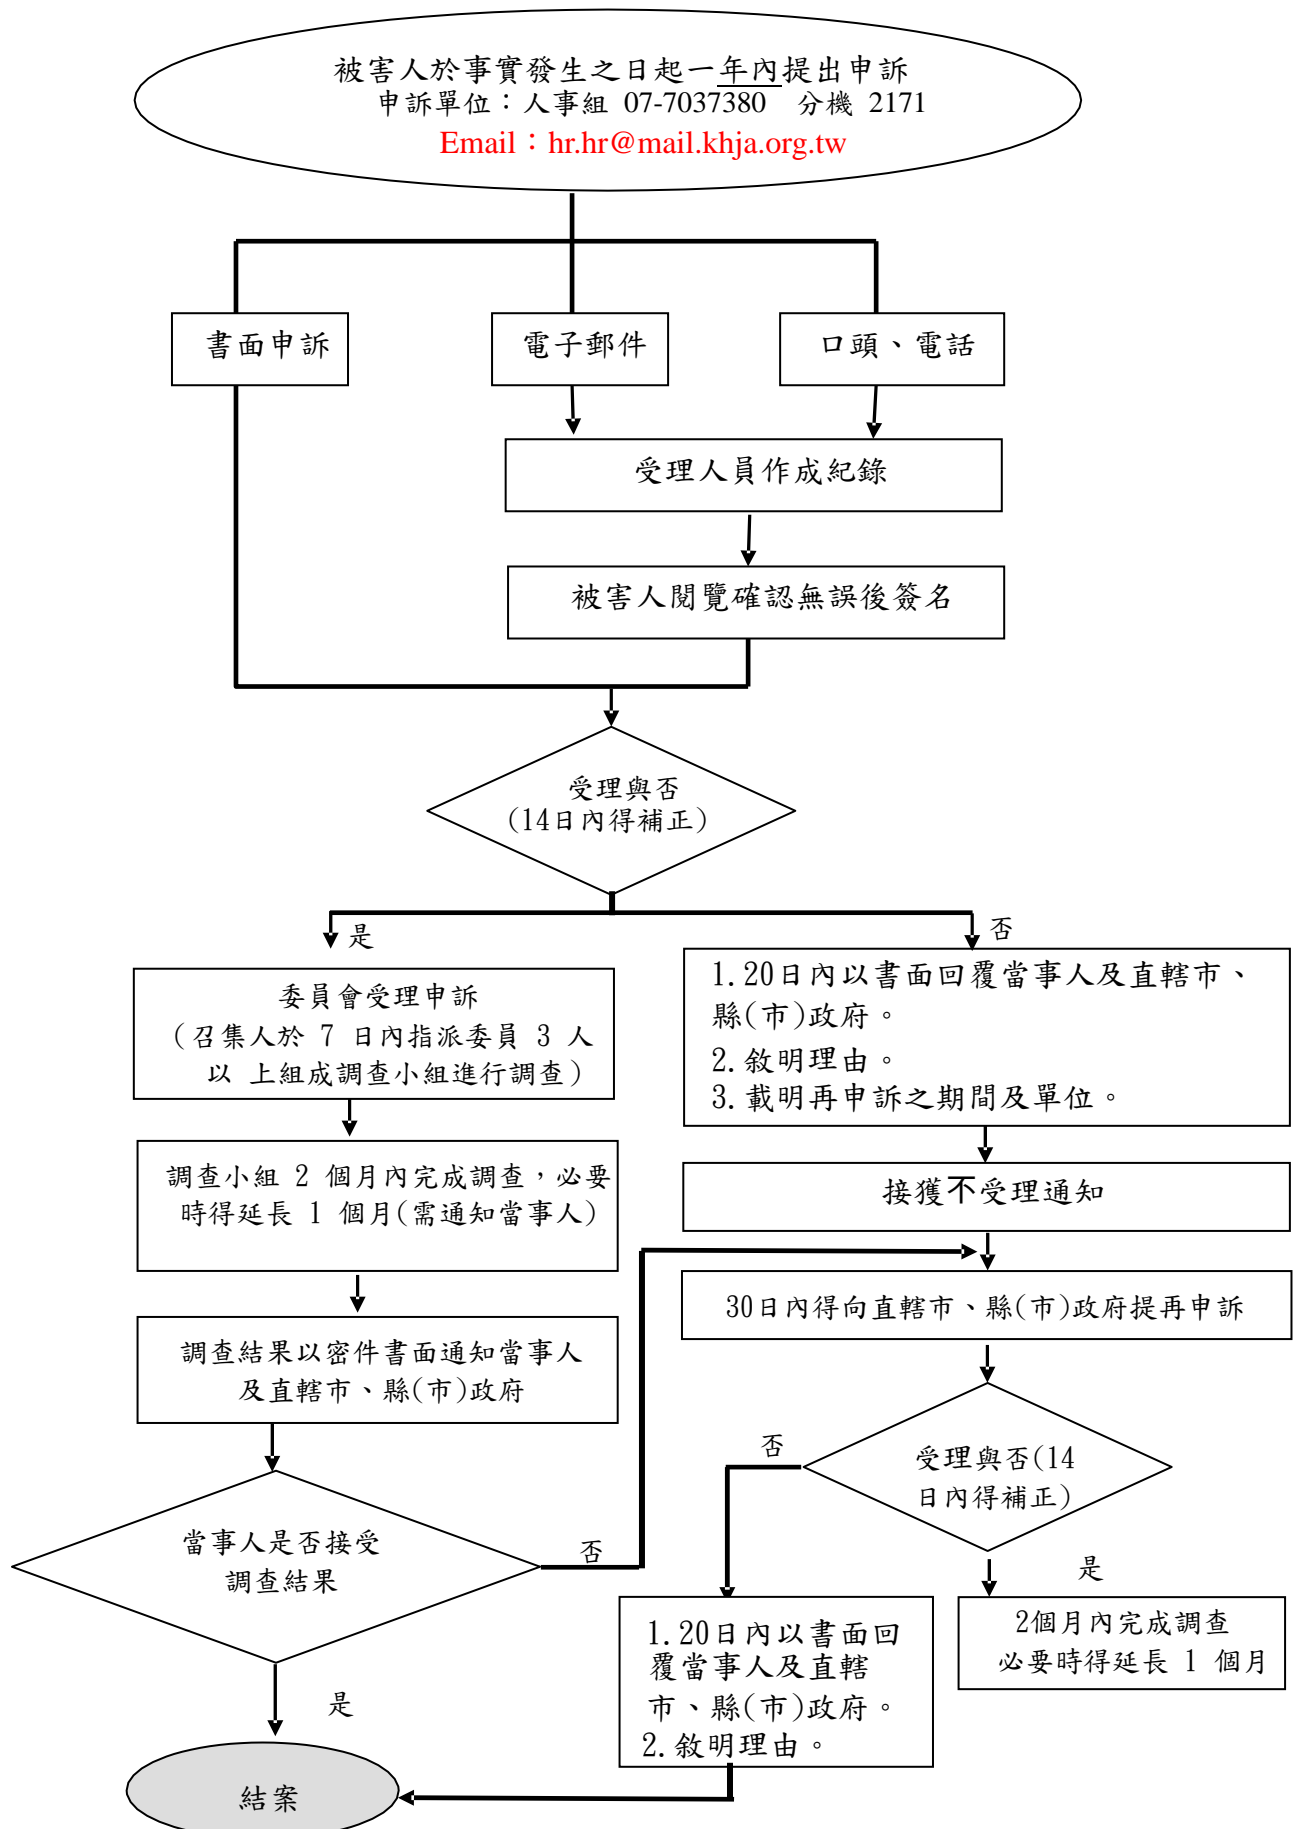 被害人於事實發生之日起一年內提出申訴
申訴單位：人事組 07-7037380 分機 2171
Email：hr.hr@mail.khja.org.tw
書面申訴
電子郵件
口頭、電話
受理人員作成紀錄
被害人閱覽確認無誤後簽名
受理與否
(14日內得補正)
是
否
委員會受理申訴
(召集人於 7 日內指派委員 3 人
以 上組成調查小組進行調查)
1.20日內以書面回覆當事人及直轄市、
縣(市)政府。
2.敘明理由。
3.載明再申訴之期間及單位。
調查小組 2 個月內完成調查，必要
時得延長 1 個月(需通知當事人)
接獲不受理通知
30日內得向直轄市、縣(市)政府提再申訴
調查結果以密件書面通知當事人
及直轄市、縣(市)政府
否
受理與否(14
日內得補正)
當事人是否接受
調查結果
否
是
1.20日內以書面回
覆當事人及直轄
市、縣(市)政府。
2.敘明理由。
2個月內完成調查
必要時得延長 1 個月
是
結案